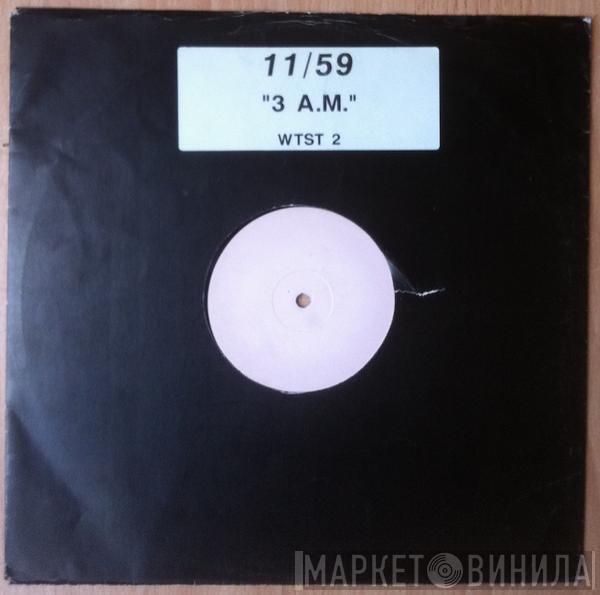 11/59
"3 A.M."
WTST 2
МАРКЕТ ВИНИЛА